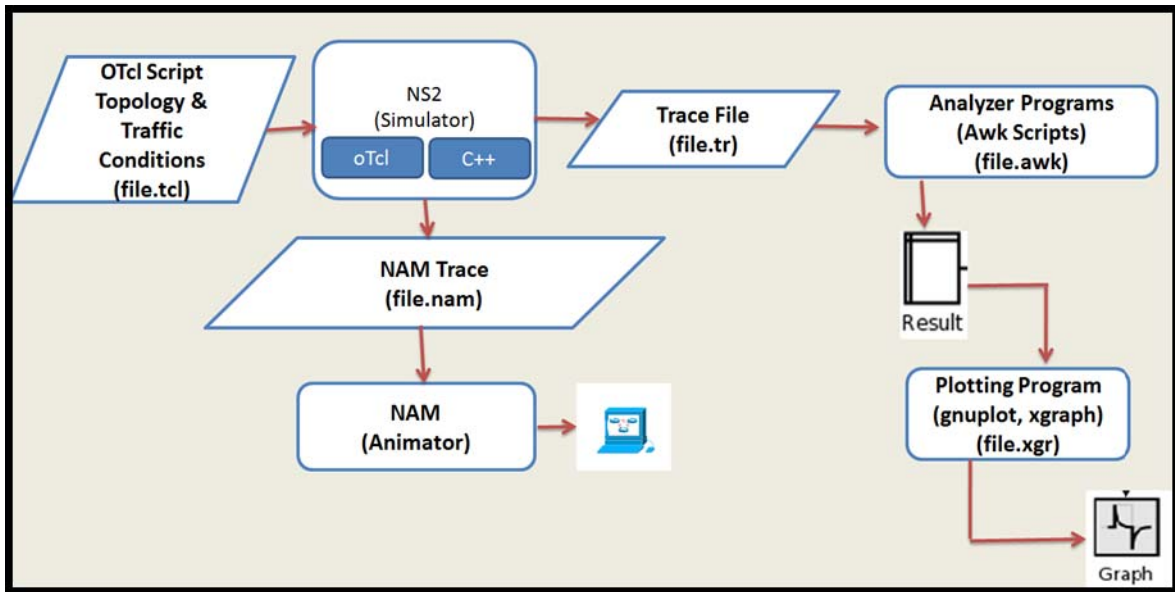 OTcl Script
Topology &
Traffic
Conditions
(file.tcl)
NS2
(Simulator)
oTcl
C++
Trace File
(file.tr)
Analyzer Programs
(Awk Scripts)
(file.awk)
NAM Trace
(file.nam)
Result
NAM
(Animator)
Plotting Program
(gnuplot, xgraph)
(file.xgr)
Graph